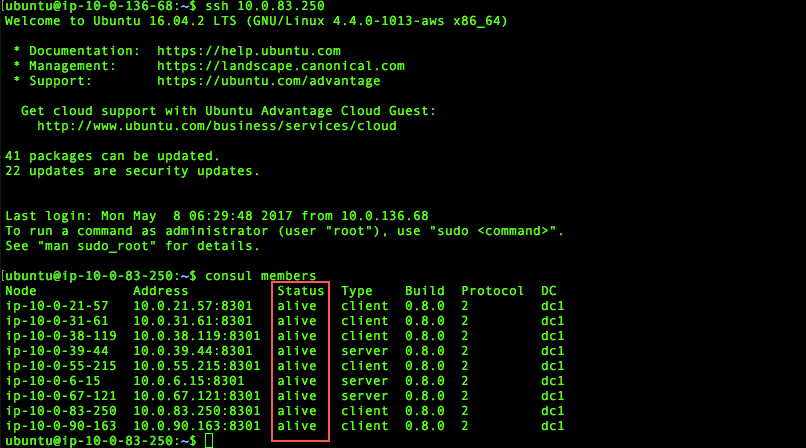 [ubuntu@ip-10-0-136-68:~$ ssh 10.0.83.250
Welcome to Ubuntu 16.04.2 LTS (GNU/Linux 4.4.0-1013-aws x86_64)
* Documentation: https://help.ubuntu.com
* Management: https://landscape.canonical.com
* Support: https://ubuntu.com/advantage
Get cloud support with Ubuntu Advantage Cloud Guest:
http://www.ubuntu.com/business/services/cloud
41 packages can be updated.
22 updates are security updates.
Last login: Mon May 8 06:29:48 2017 from 10.0.136.68
To run a command as administrator (user "root"), use "sudo <command>".
See "man sudo_root" for details.
[ubuntu@ip-10-0-83-250:~$ consul members
Node Address Status Type Build Protocol DC
ip-10-0-21-57 10.0.21.57:8301 alive client 0.8.0 2 dc1
ip-10-0-31-61 10.0.31.61:8301 alive client 0.8.0 2 dc1
ip-10-0-38-119 10.0.38.119:8301 alive client 0.8.0 2 dc1
ip-10-0-39-44 10.0.39.44:8301 alive server 0.8.0 2 dc1
ip-10-0-55-215 10.0.55.215:8301 alive client 0.8.0 2 dc1
ip-10-0-6-15 10.0.6.15:8301 alive server 0.8.0 2 dc1
ip-10-0-67-121 10.0.67.121:8301 alive server 0.8.0 2 dc1
ip-10-0-83-250 10.0.83.250:8301 alive client 0.8.0 2 dc1
ip-10-0-90-163 10.0.90.163:8301 alive client 0.8.0 2 dc1
ubuntu@ip-10-0-83-250:~$